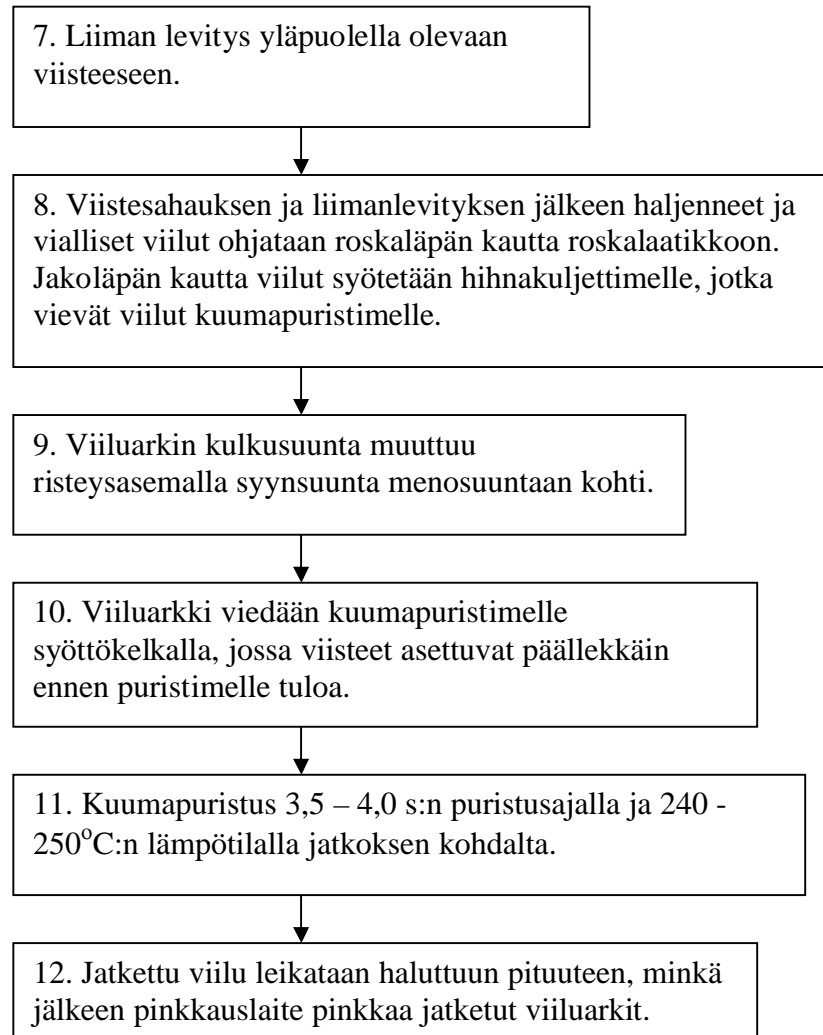 7. Liiman levitys yläpuolella olevaan
viisteeseen.
8. Viistesahauksen ja liimanlevityksen jälkeen haljenneet ja
vialliset viilut ohjataan roskaläpän kautta roskalaatikkoon.
Jakoläpän kautta viilut syötetään hihnakuljettimelle, jotka
vievät viilut kuumapuristimelle.
9. Viiluarkin kulkusuunta muuttuu
risteysasemalla syynsuunta menosuuntaan kohti.
10. Viiluarkki viedään kuumapuristimelle
syöttökelkalla, jossa viisteet asettuvat päällekkäin
ennen puristimelle tuloa.
11. Kuumapuristus 3,5 – 4,0 s:n puristusajalla ja 240 -
250°C:n lämpötilalla jatkoksen kohdalta.
12. Jatkettu viilu leikataan haluttuun pituuteen, minkä
jälkeen pinkkauslaite pinkkaa jatketut viiluarkit.